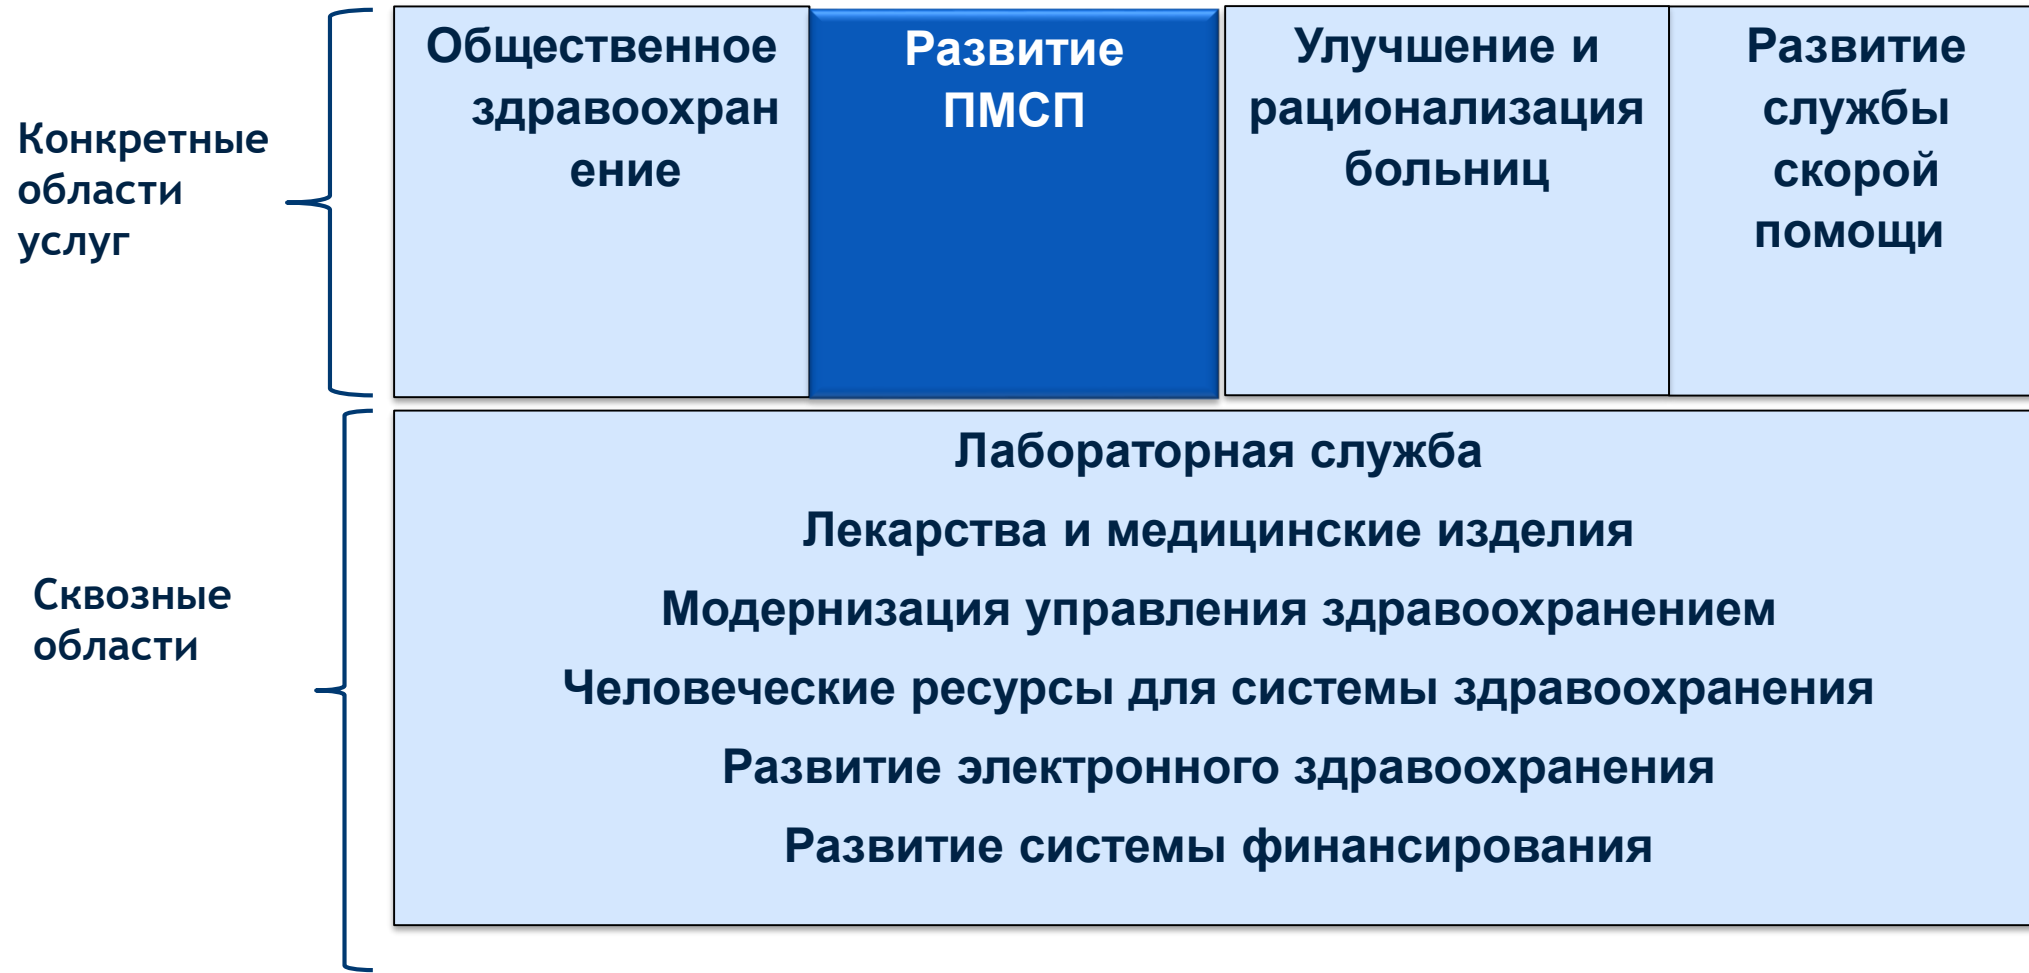 Конкретные
области
услуг
Общественное
здравоохран
ение
Развитие
ПМСП
Улучшение и
рационализация
больниц
Развитие
службы
скорой
помощи
Сквозные
области
Лабораторная служба
Лекарства и медицинские изделия
Модернизация управления здравоохранением
Человеческие ресурсы для системы здравоохранения
Развитие электронного здравоохранения
Развитие системы финансирования